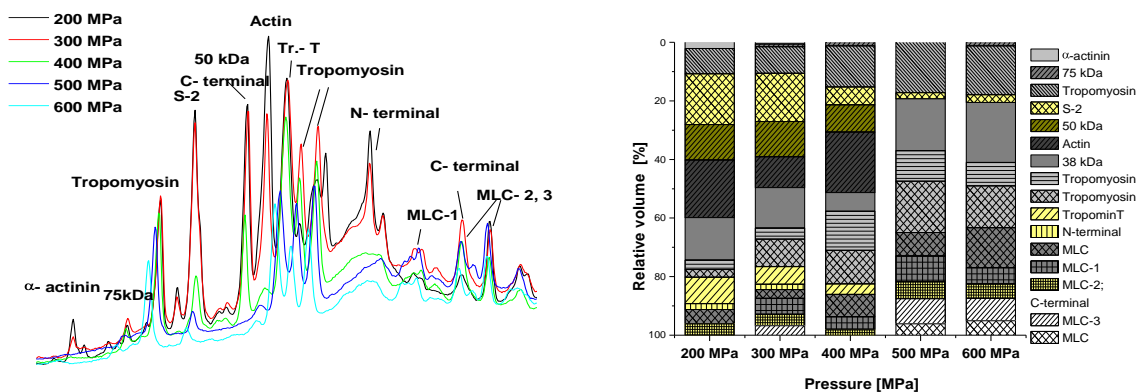 200 MPa
300 MPa
400 MPa
500 MPa
600 MPa
Actin
50 kDa
C- terminal
S-2
Tr.- T
Tropomyosin
N- terminal
Tropomyosin
C- terminal
MLC-1
MLC- 2, 3
α- actinin
75kDa
Relative volume [%]
0
20
40
60
80
100
200 MPa
300 MPa
400 MPa
500 MPa
600 MPa
Pressure [MPa]
α-actinin
75 kDa
Tropomyosin
S-2
50 kDa
Actin
38 kDa
Tropomyosin
Tropomyosin
TropominT
N-terminal
MLC
MLC-1
MLC-2;
C-terminal
MLC-3
MLC